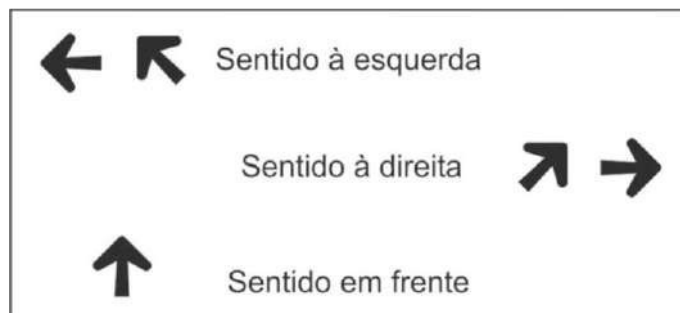 Sentido à esquerda
Sentido à direita
Sentido em frente